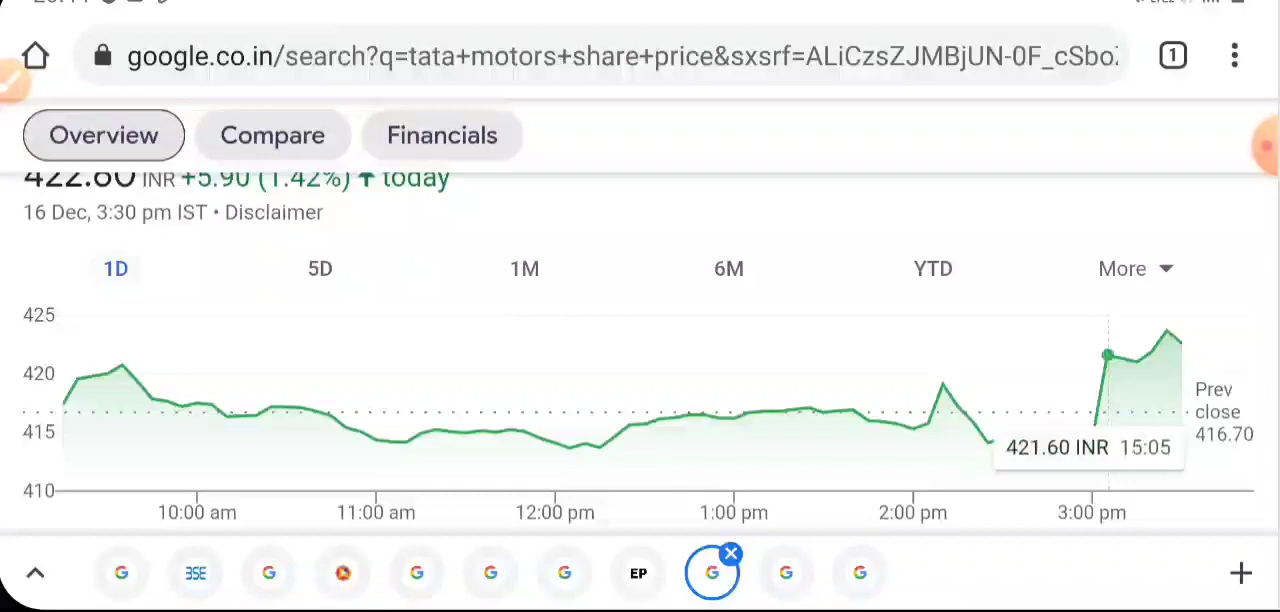 google.co.in/search?q=tata+motors+share+price&sxsrf=ALiCzsZJMBjUN-0F_cSbo
1
Overview Compare Financials
422.60 INR +5.90 (1.42%) ↑ today
16 Dec, 3:30 pm IST • Disclaimer
1D 5D 1M 6M YTD More
425
420
Prev
close
416.70
415
421.60 INR 15:05
410
10:00 am 11:00 am 12:00 pm 1:00 pm 2:00 pm 3:00 pm
G BSE G G G G EP G G G